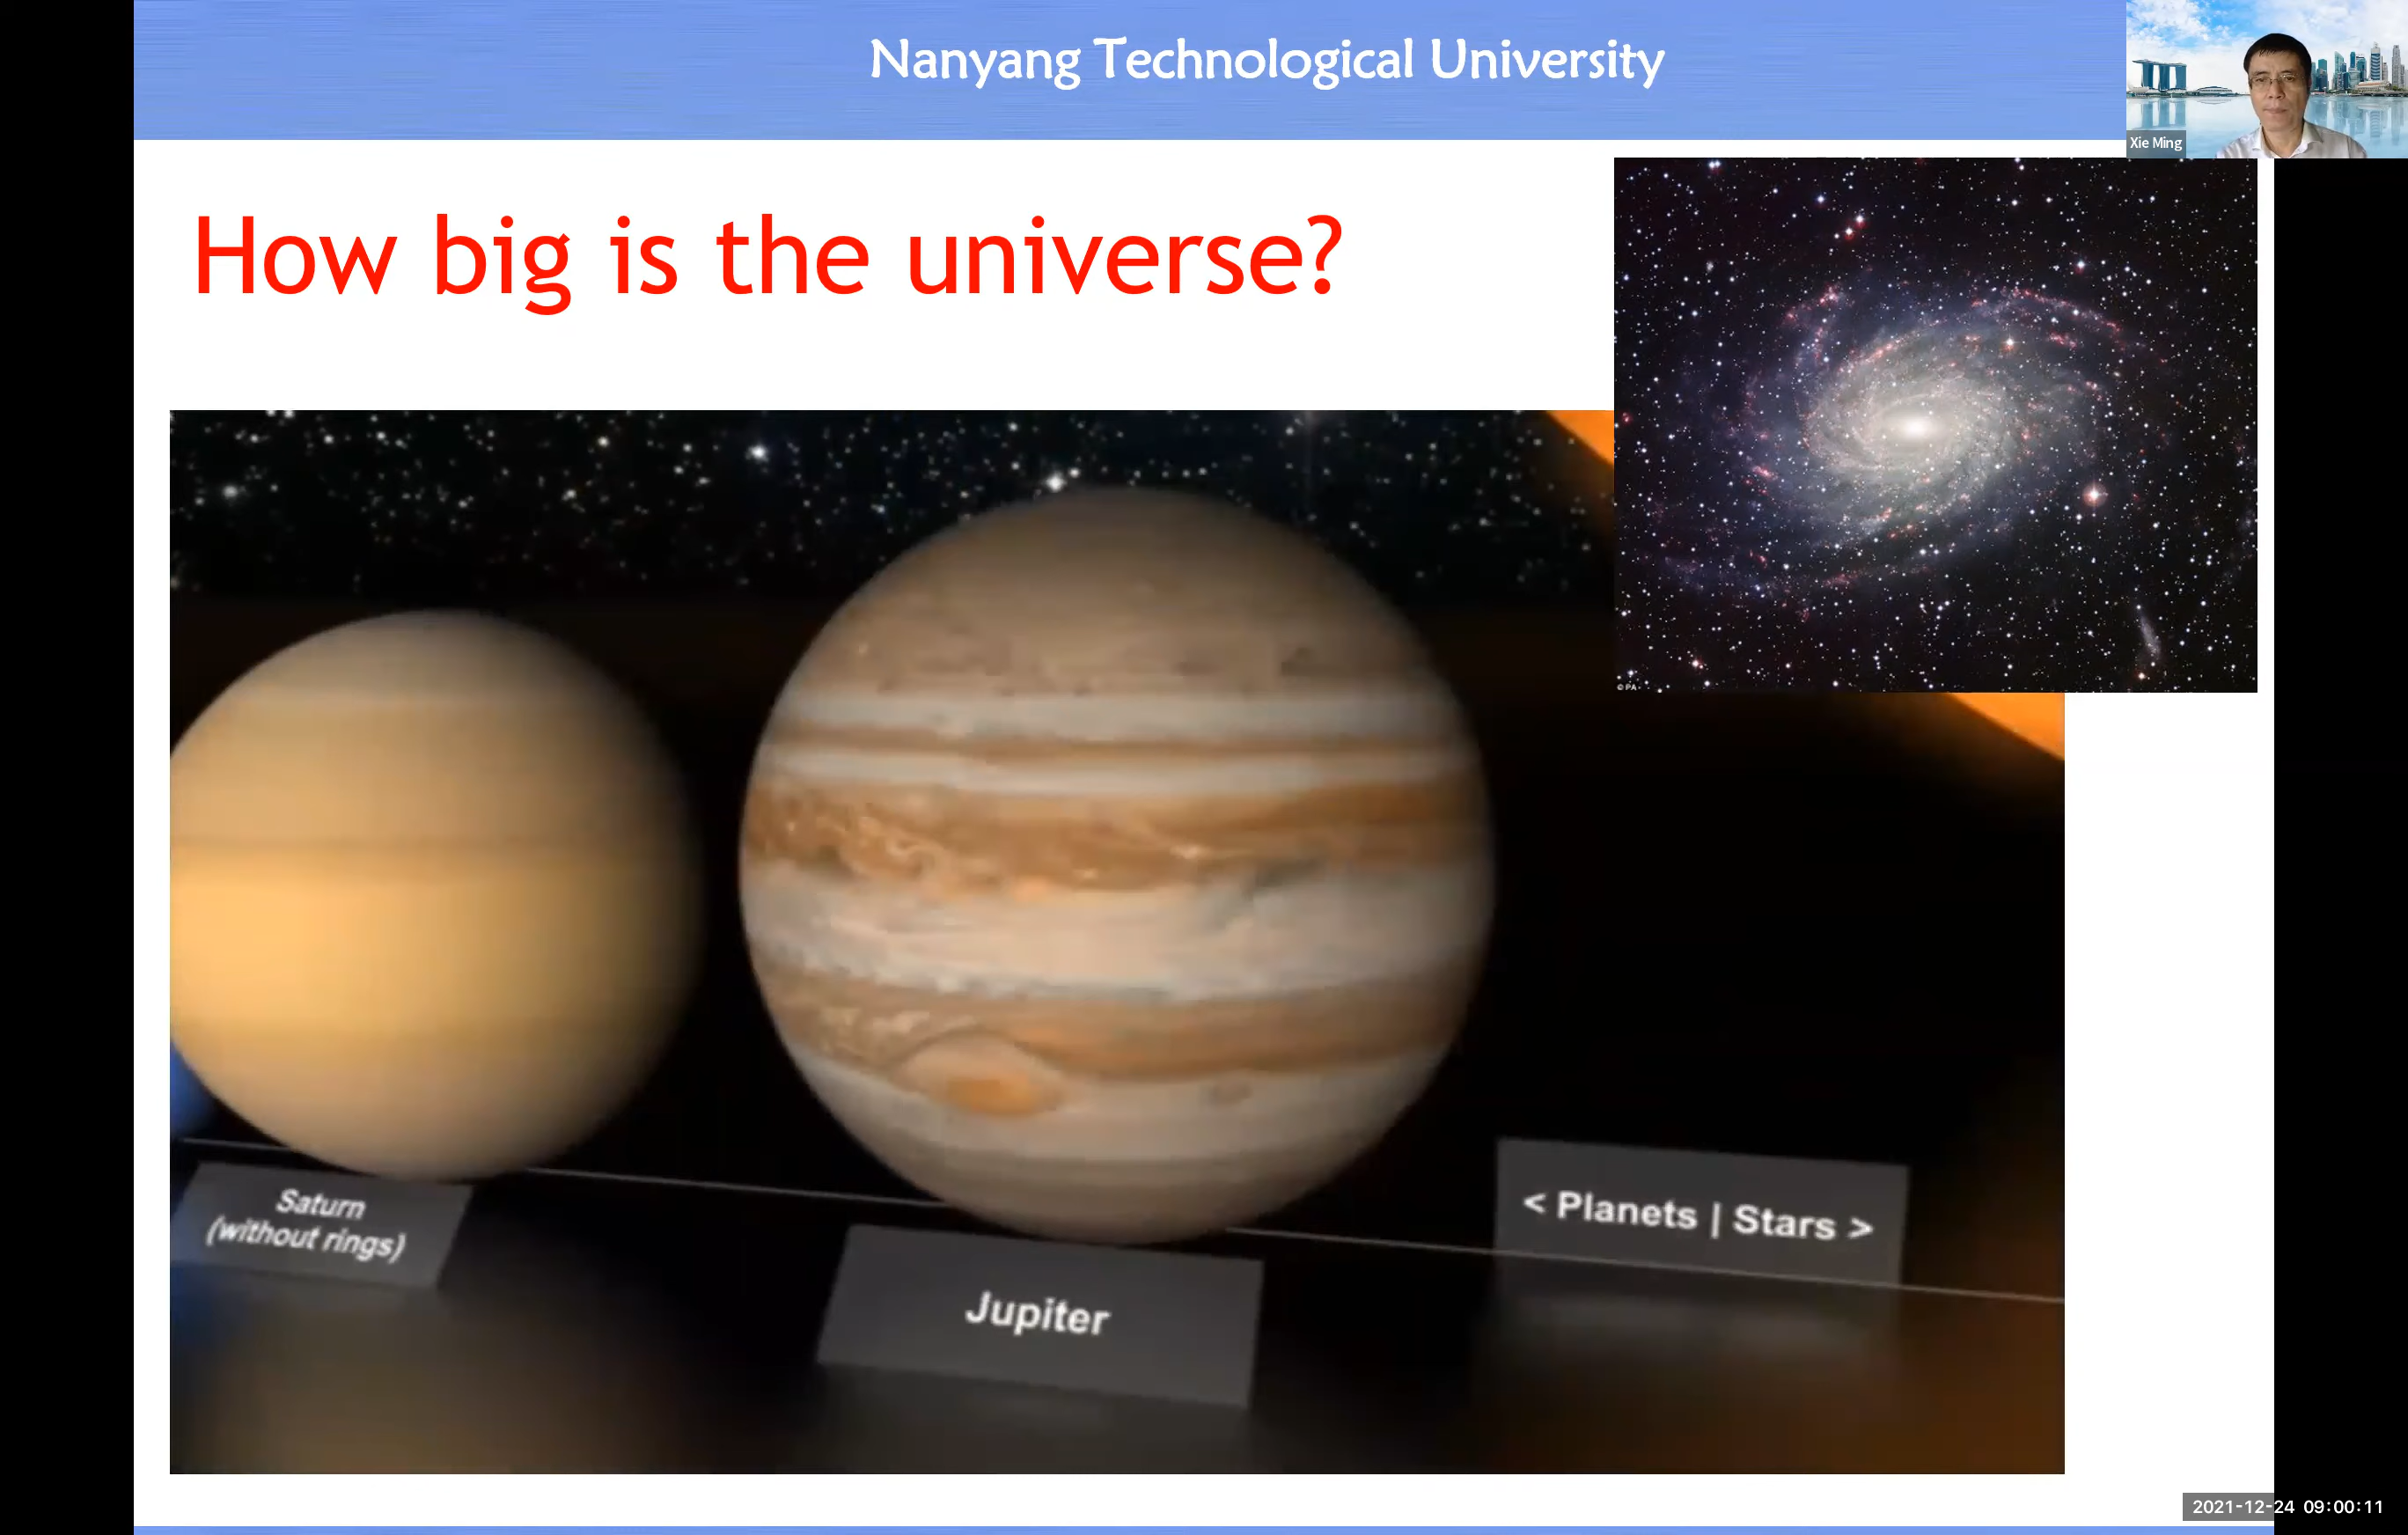 Nanyang Technological University
Xie Ming
How big is the universe?
© PA
Saturn
(without rings)
Jupiter
< Planets | Stars >
2021-12-24 09:00:11